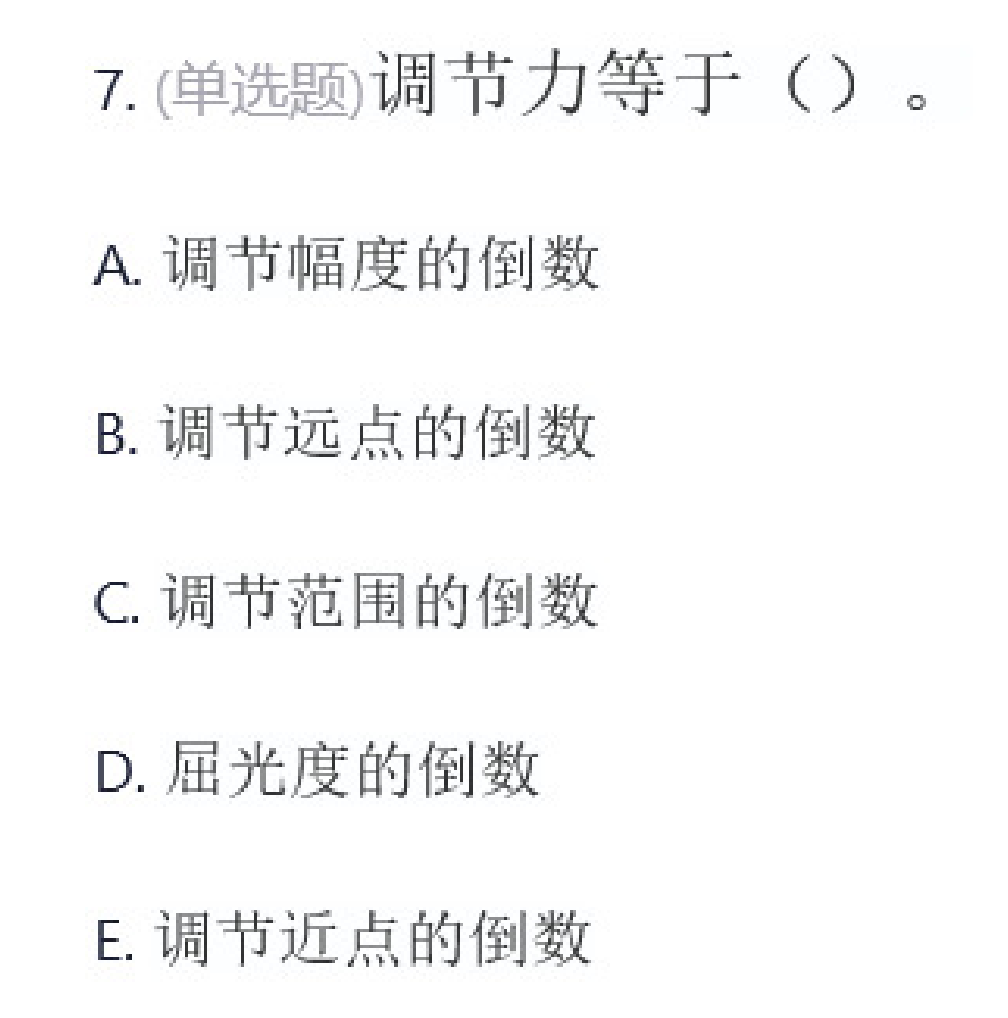 7. (单选题)调节力等于（）。
A. 调节幅度的倒数
B. 调节远点的倒数
C. 调节范围的倒数
D. 屈光度的倒数
E. 调节近点的倒数